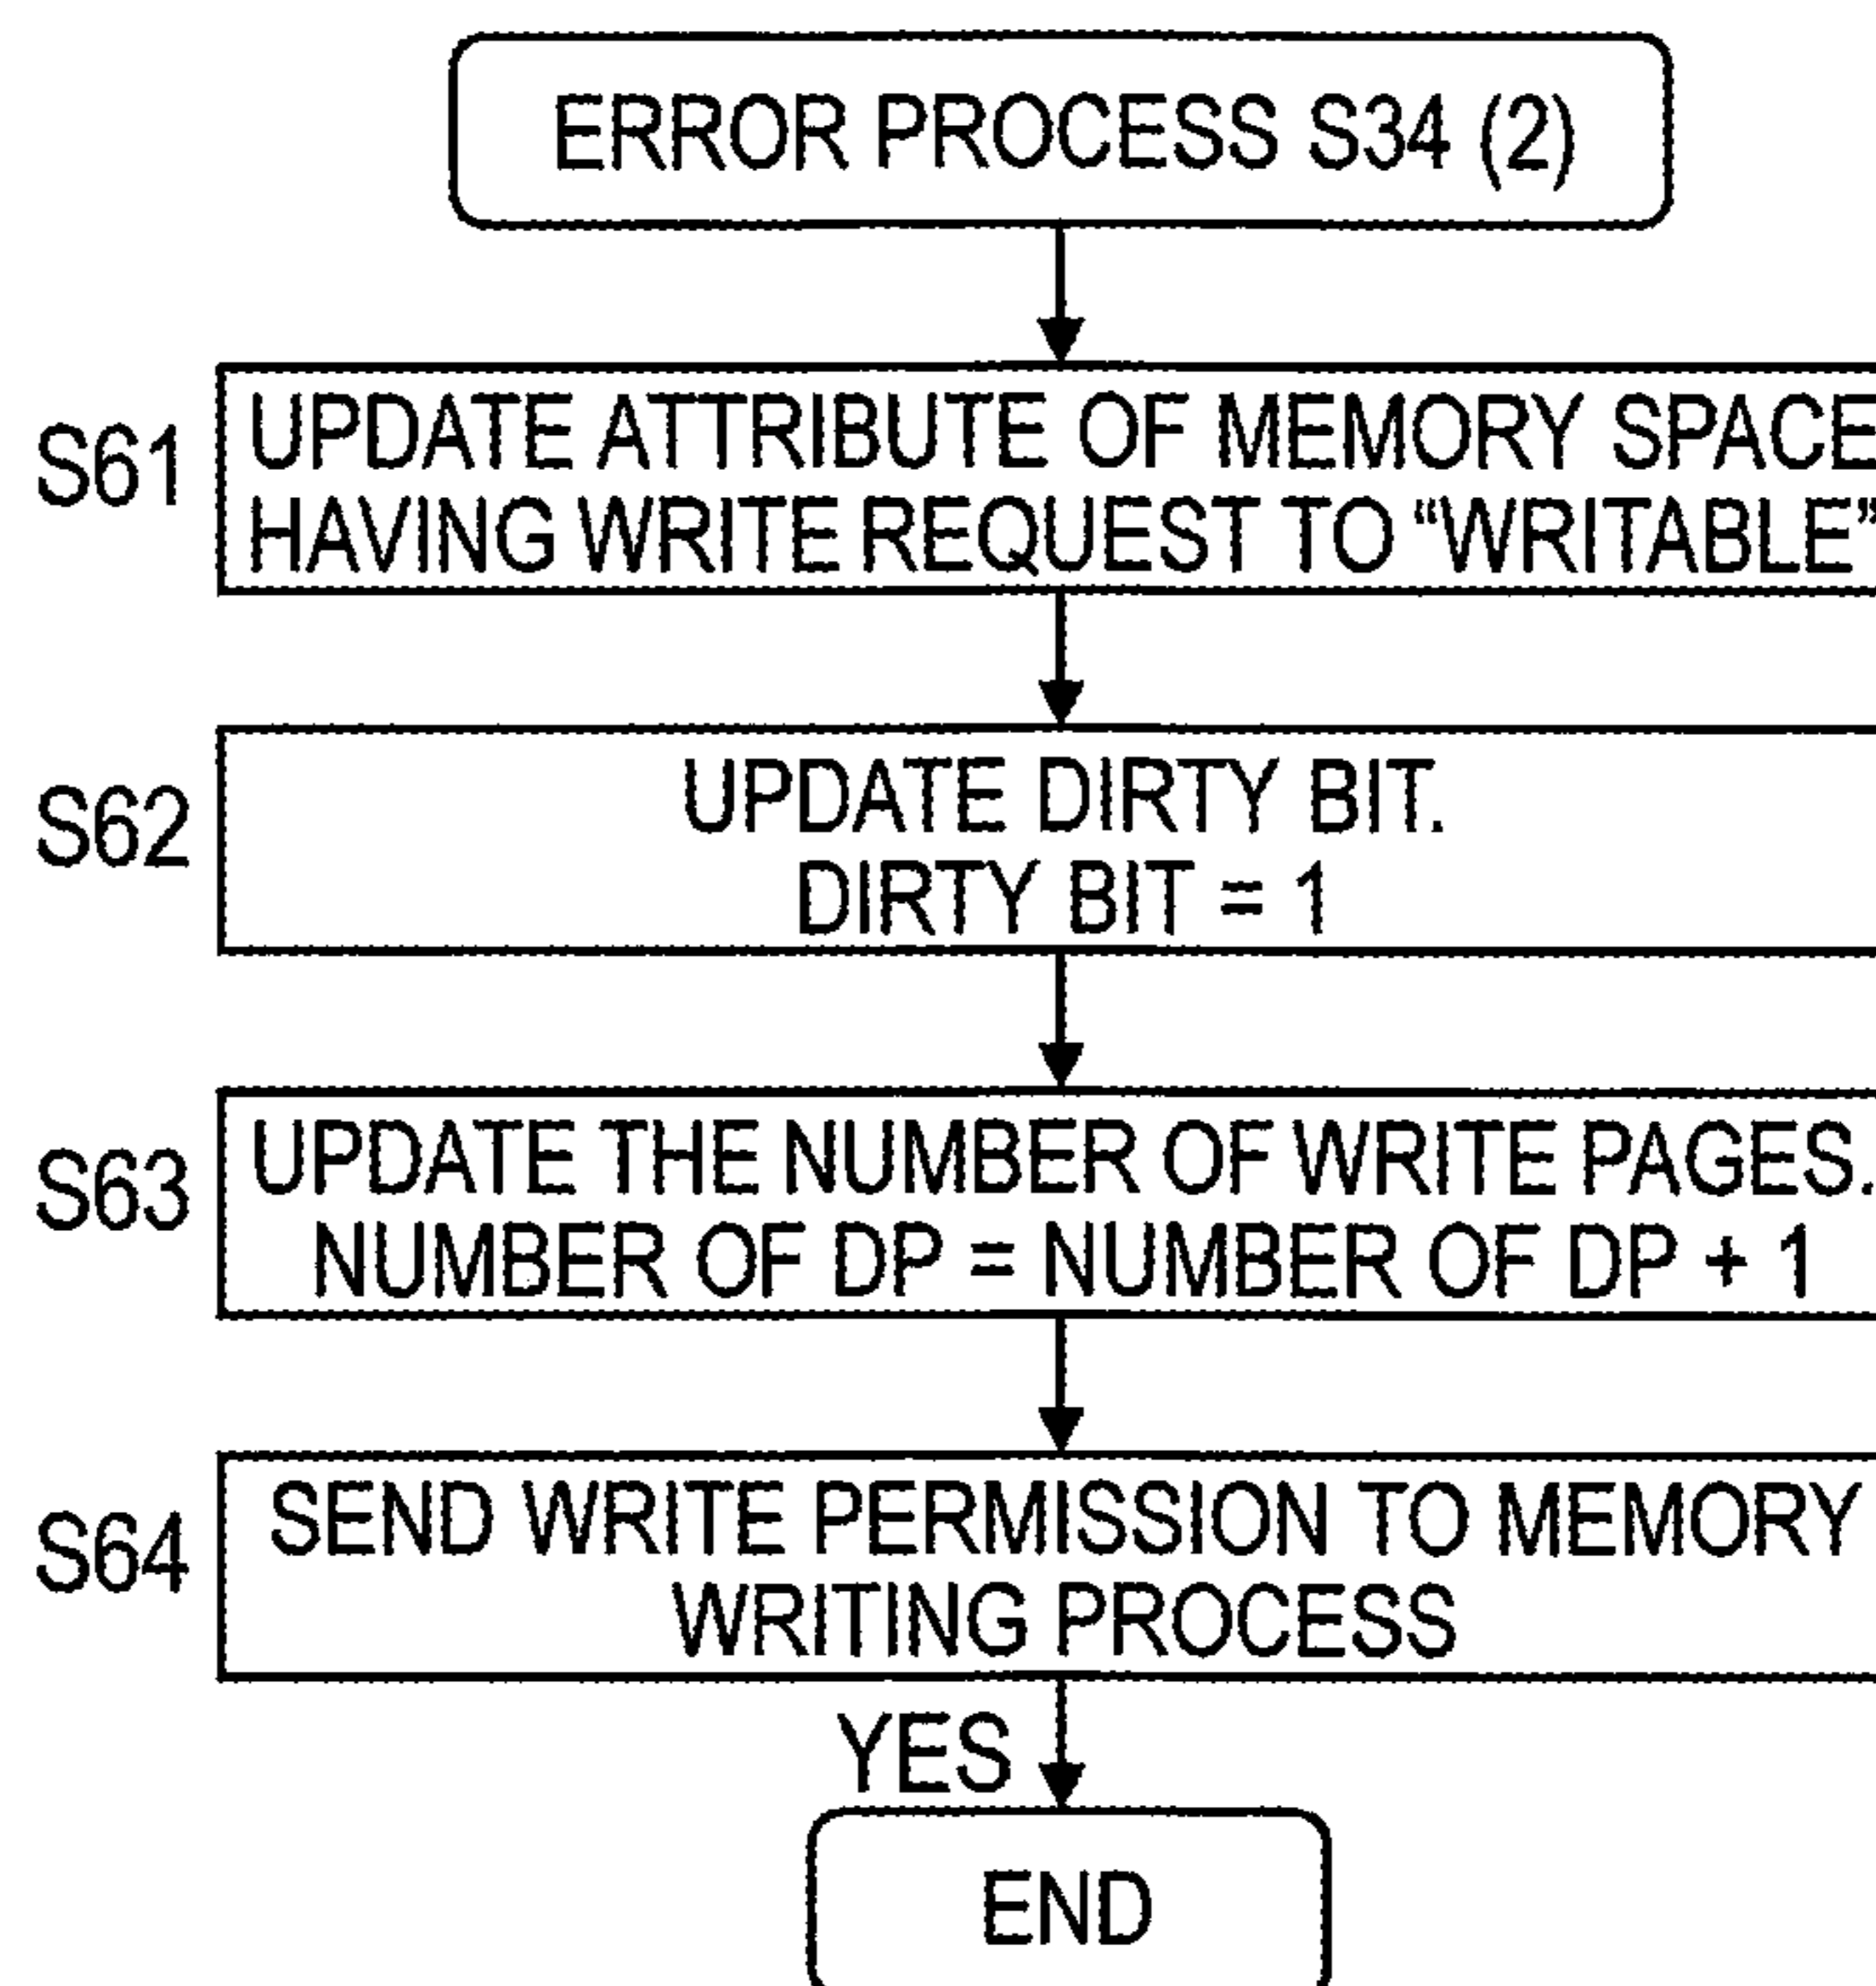 ERROR PROCESS S34 (2)
S61
UPDATE ATTRIBUTE OF MEMORY SPACE
HAVING WRITE REQUEST TO “WRITABLE”
S62
UPDATE DIRTY BIT.
DIRTY BIT = 1
S63
UPDATE THE NUMBER OF WRITE PAGES.
NUMBER OF DP = NUMBER OF DP + 1
S64
SEND WRITE PERMISSION TO MEMORY
WRITING PROCESS
YES
END